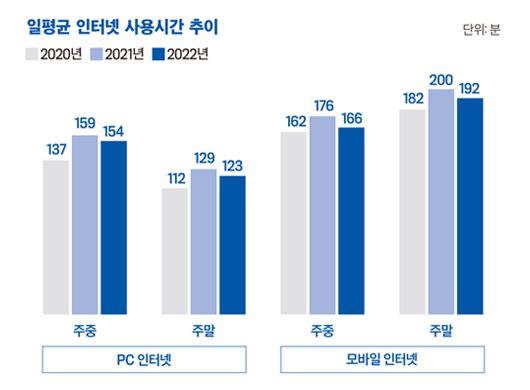 일평균 인터넷 사용시간 추이
단위: 분
2020년 2021년 2022년
137 159 154 112 129 123 162 176 166 182 200 192
주중 주말 주중 주말
PC 인터넷 모바일 인터넷